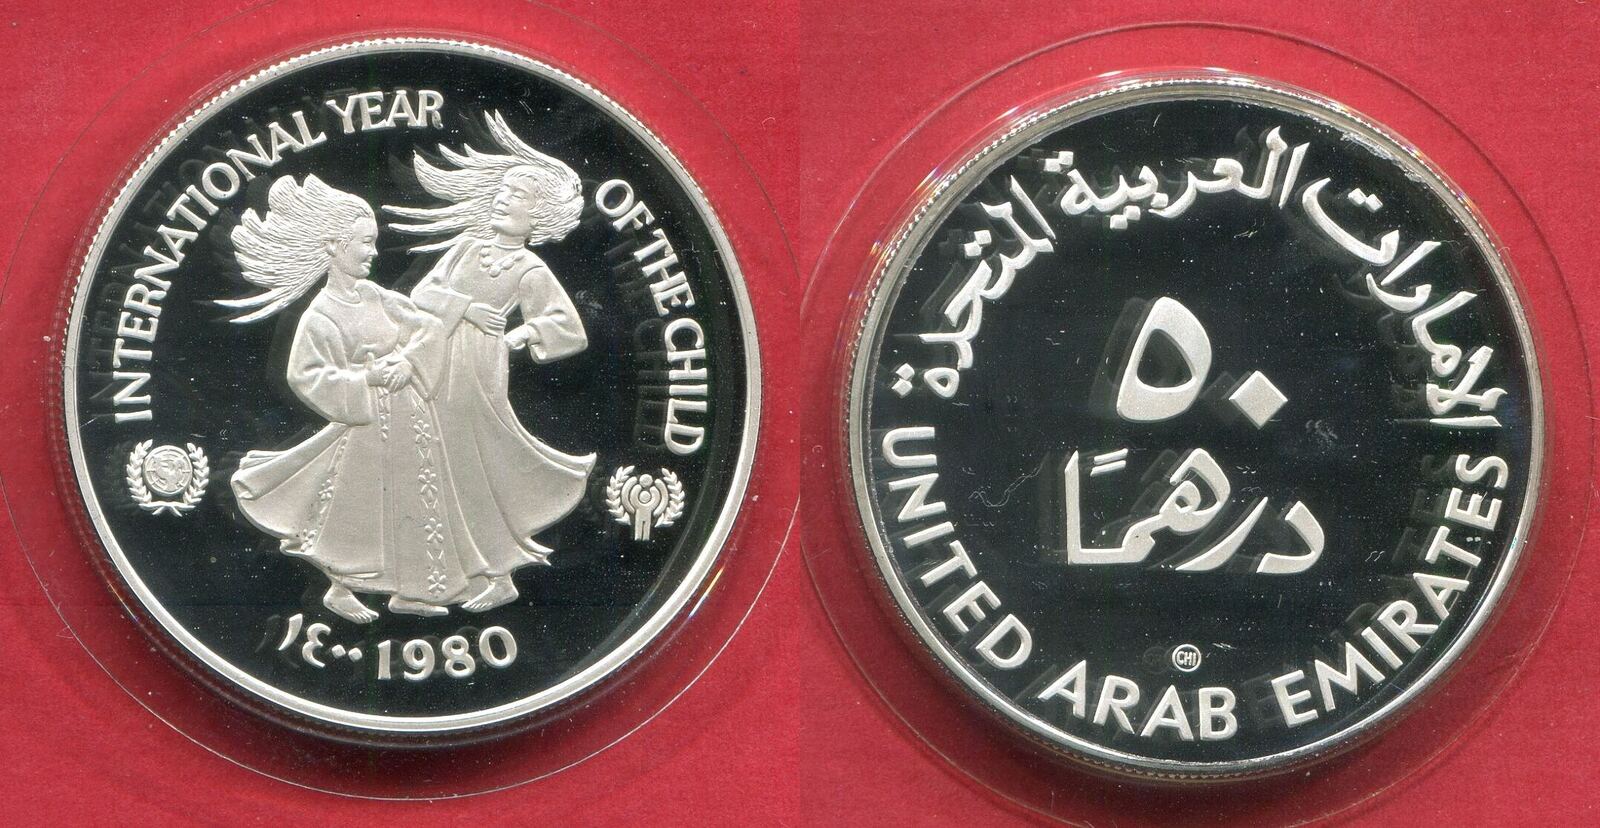 INTERNATIONAL YEAR OF THE CHILD
١٤٠٠ 1980
الإمارات العربية المتحدة
٥٠
درهمًا
CHI
UNITED ARAB EMIRATES